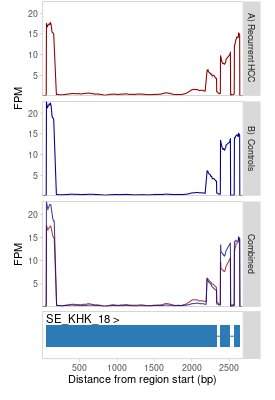 20
15
10
5
FPM
A) Recurrent HCC
20
15
10
5
B) Controls
20
15
10
5
FPM
Combined
SE_KHK_18 >
500 1000 1500 2000 2500
Distance from region start (bp)